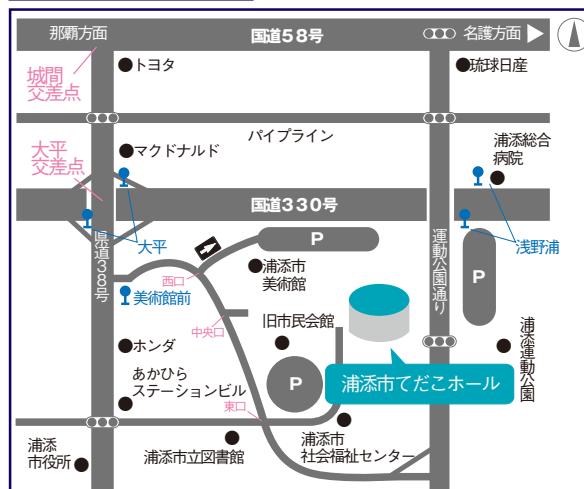 那覇方面
国道58号
名護方面
城間
交差点
トヨタ
琉球日産
パイプライン
大平
交差点
マクドナルド
浦添総合
病院
国道330号
大平
県道38号
運動公園通り
浅野浦
P
西口
浦添市
美術館
P
美術館前
中央口
旧市民会館
ホンダ
浦添運動公園
あかひら
ステーションビル
P
浦添市てだこホール
東口
浦添
市役所
浦添市立図書館
浦添市
社会福祉センター